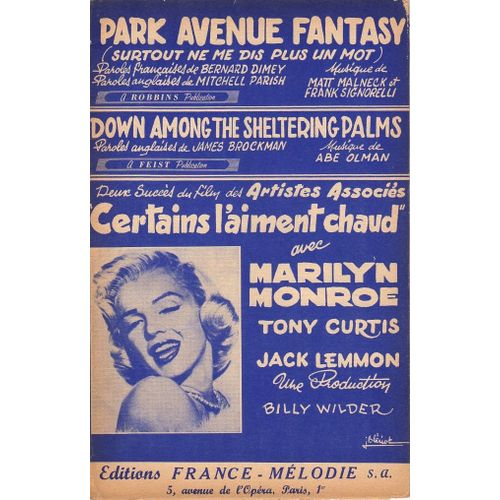 PARK AVENUE FANTASY
(SURTOUT NE ME DIS PLUS UN MOT)
Paroles françaises de BERNARD DIMEY
Paroles anglaises de MITCHELL PARISH
Musique de
MATT MALNECK et
FRANK SIGNORELLI
A ROBBINS Publication
DOWN AMONG THE SHELTERING PALMS
Paroles anglaises de JAMES BROCKMAN
Musique de
ABE OLMAN
A FEIST Publication
Deux Succès du film des Artistes Associés
"Certains l'aiment chaud"
avec
MARILYN
MONROE
TONY CURTIS
JACK LEMMON
Une Production
BILLY WILDER
jbleriot
Editions FRANCE - MÉLODIE s.a.
5, avenue de l'Opéra, Paris, 1er